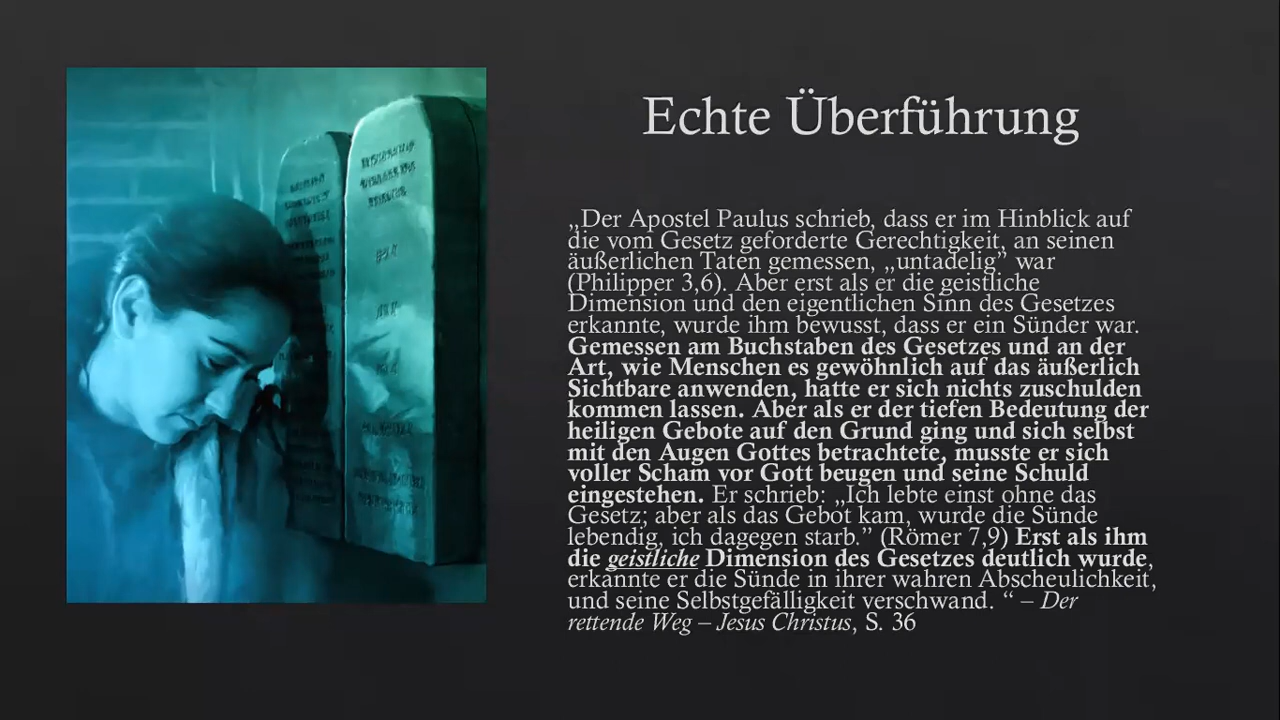 Echte Überführung
„Der Apostel Paulus schrieb, dass er im Hinblick auf
die vom Gesetz geforderte Gerechtigkeit, an seinen
äußerlichen Taten gemessen, „untadelig” war
(Philipper 3,6). Aber erst als er die geistliche
Dimension und den eigentlichen Sinn des Gesetzes
erkannte, wurde ihm bewusst, dass er ein Sünder war.
Gemessen am Buchstaben des Gesetzes und an der
Art, wie Menschen es gewöhnlich auf das äußerlich
Sichtbare anwenden, hatte er sich nichts zuschulden
kommen lassen. Aber als er der tiefen Bedeutung der
heiligen Gebote auf den Grund ging und sich selbst
mit den Augen Gottes betrachtete, musste er sich
voller Scham vor Gott beugen und seine Schuld
eingestehen. Er schrieb: „Ich lebte einst ohne das
Gesetz; aber als das Gebot kam, wurde die Sünde
lebendig, ich dagegen starb.” (Römer 7,9) Erst als ihm
die geistliche Dimension des Gesetzes deutlich wurde,
erkannte er die Sünde in ihrer wahren Abscheulichkeit,
und seine Selbstgefälligkeit verschwand. “ – Der
rettende Weg – Jesus Christus, S. 36